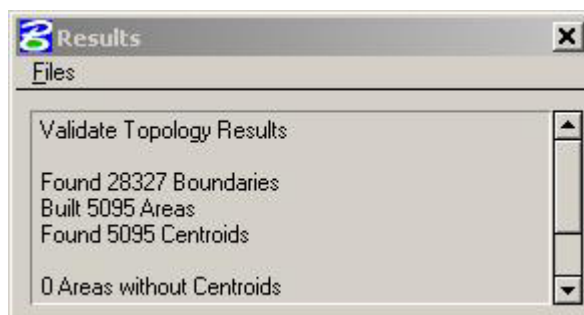 Results
Files
Validate Topology Results
Found 28327 Boundaries
Built 5095 Areas
Found 5095 Centroids
0 Areas without Centroids